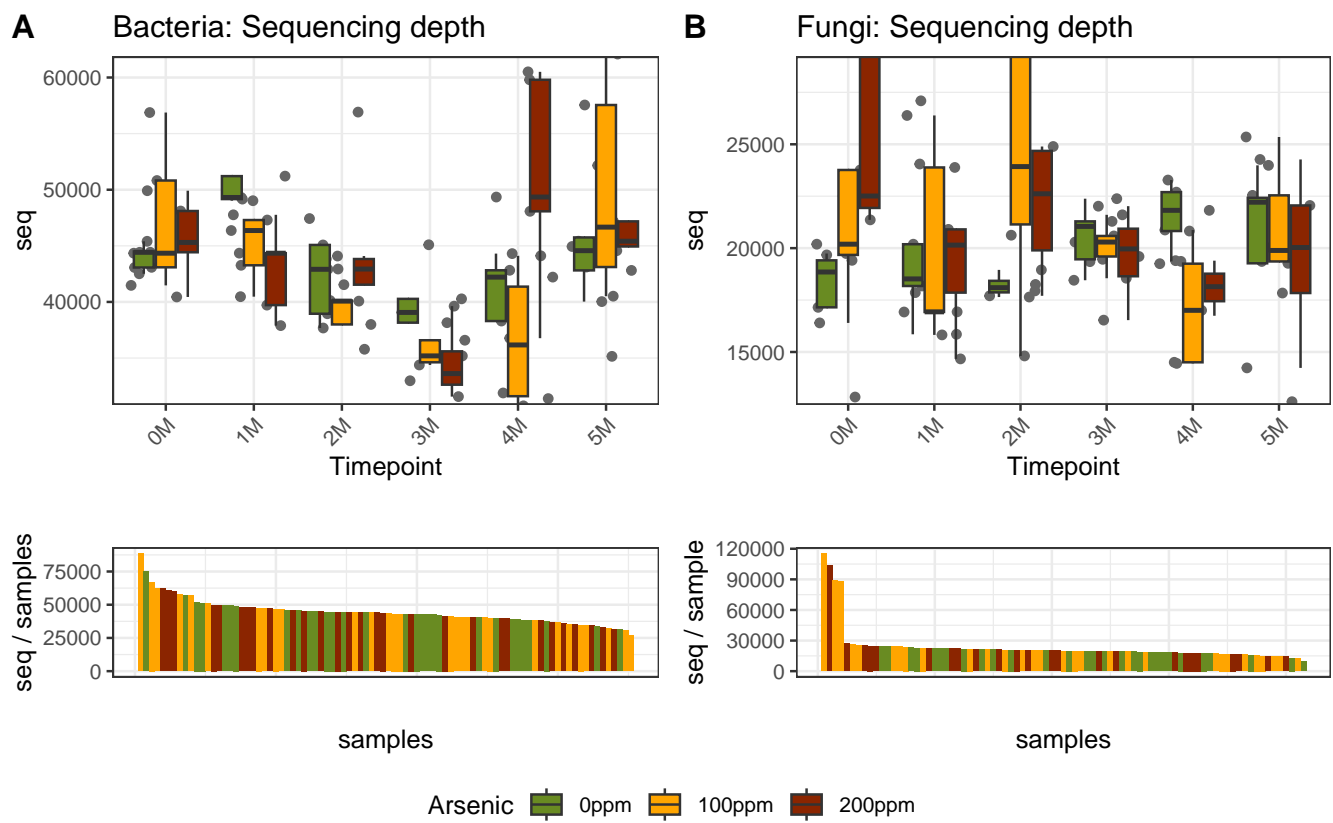 A Bacteria: Sequencing depth
60000
50000
40000
seq
0M 1M 2M 3M 4M 5M
Timepoint
B Fungi: Sequencing depth
25000
20000
15000
seq
0M 1M 2M 3M 4M 5M
Timepoint
75000
50000
25000
0
seq / samples
samples
120000
90000
60000
30000
0
seq / sample
samples
Arsenic 0ppm 100ppm 200ppm